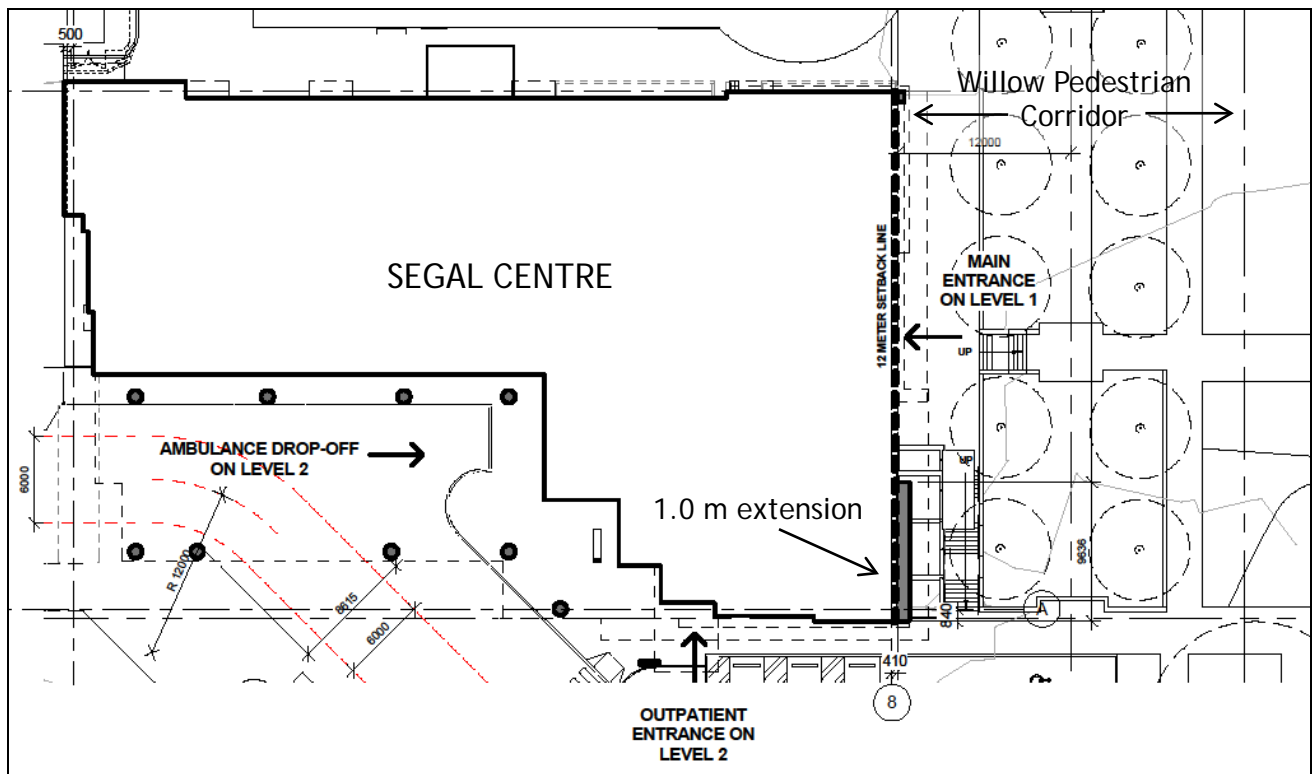 500
Willow Pedestrian
Corridor
12000
12 METER SETBACK LINE
MAIN
ENTRANCE
ON LEVEL 1
SEGAL CENTRE
UP
AMBULANCE DROP-OFF
ON LEVEL 2
6000
UP
1.0 m extension
R 12000
8615
6000
9636
840
A
410
8
OUTPATIENT
ENTRANCE ON
LEVEL 2